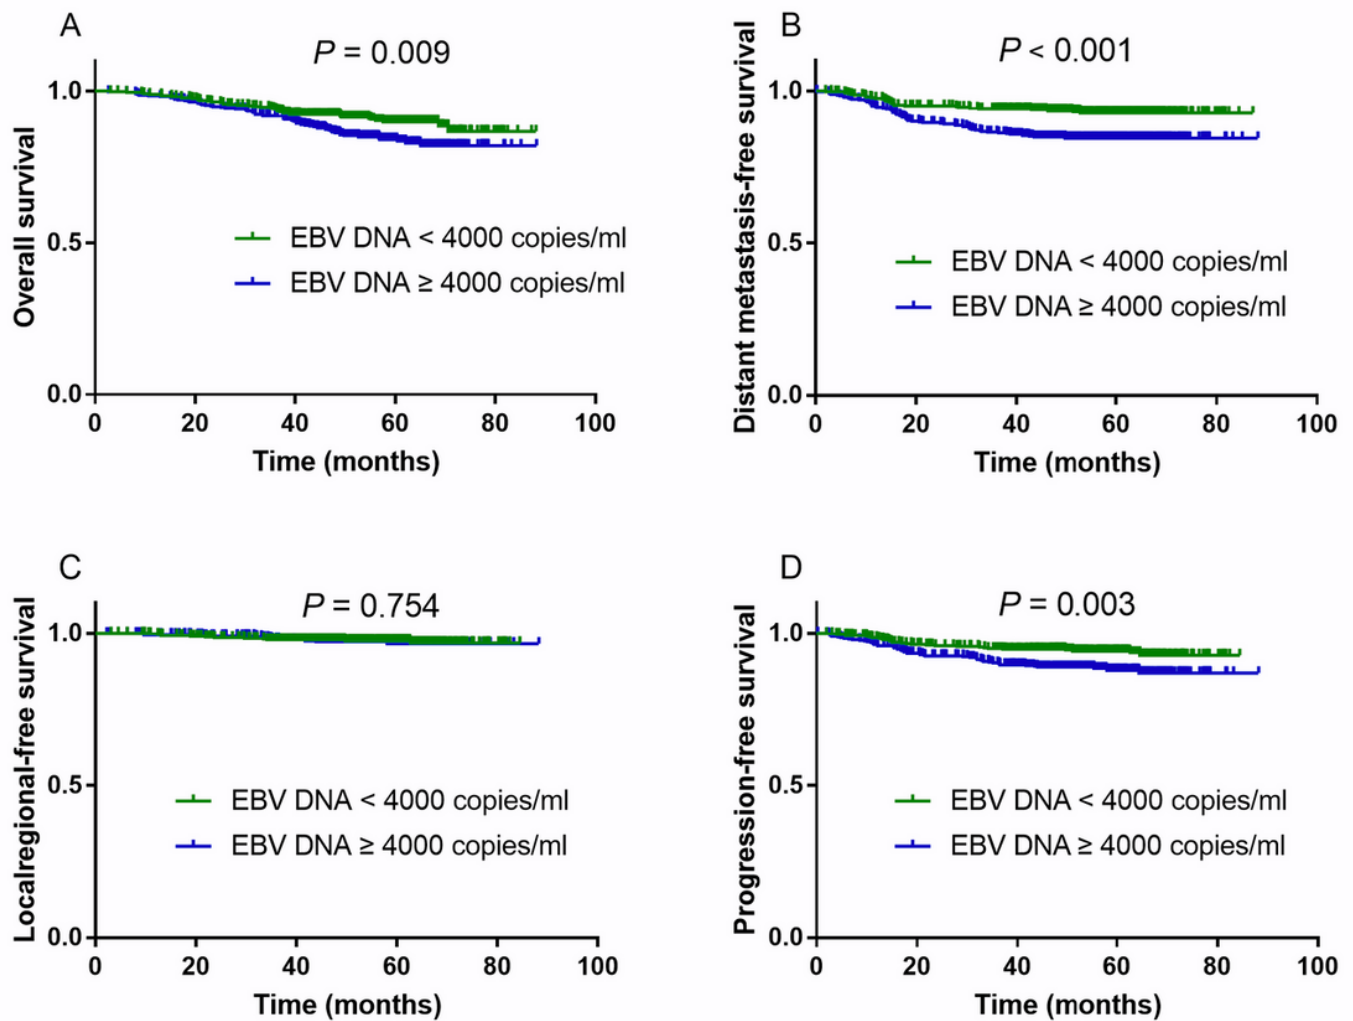 A
P = 0.009
Overall survival
1.0
0.5
0.0
EBV DNA < 4000 copies/ml
EBV DNA ≥ 4000 copies/ml
0 20 40 60 80 100
Time (months)
B
P < 0.001
Distant metastasis-free survival
1.0
0.5
0.0
EBV DNA < 4000 copies/ml
EBV DNA ≥ 4000 copies/ml
0 20 40 60 80 100
Time (months)
C
P = 0.754
Localregional-free survival
1.0
0.5
0.0
EBV DNA < 4000 copies/ml
EBV DNA ≥ 4000 copies/ml
0 20 40 60 80 100
Time (months)
D
P = 0.003
Progression-free survival
1.0
0.5
0.0
EBV DNA < 4000 copies/ml
EBV DNA ≥ 4000 copies/ml
0 20 40 60 80 100
Time (months)